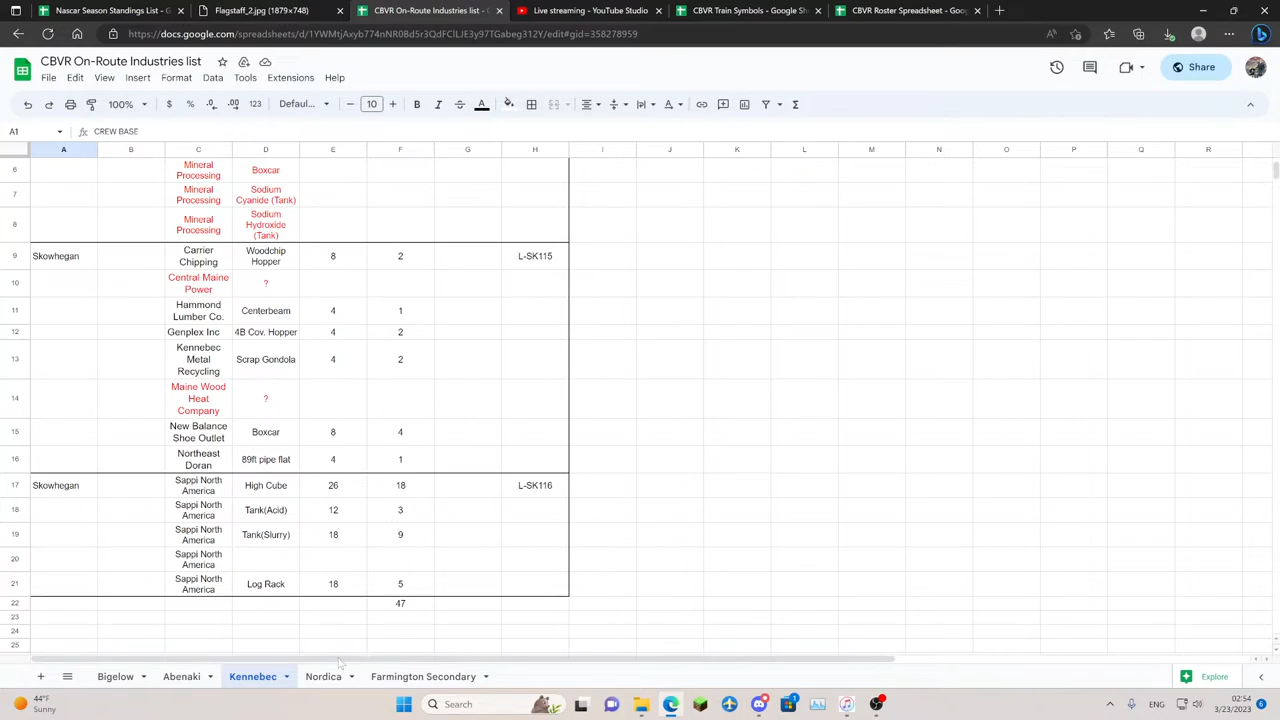 Nascar Season Standings List - G
Flagstaff_2.jpg (1879×748)
CBVR On-Route Industries list -
Live streaming - YouTube Studio
CBVR Train Symbols - Google Sh
CBVR Roster Spreadsheet - Goog
https://docs.google.com/spreadsheets/d/1YWMtjAxyb774nNR0Bd5r3QdFClLJE3y97TGabeg312Y/edit#gid=358278959
CBVR On-Route Industries list
File Edit View Insert Format Data Tools Extensions Help
Share
100% $ % .0 .00 123 Defaul... 10 B I A
A1 fx CREW BASE
A B C D E F G H I J K L M N O P Q R
6 Mineral Processing Boxcar
7 Mineral Processing Sodium Cyanide (Tank)
8 Mineral Processing Sodium Hydroxide (Tank)
9 Skowhegan Carrier Chipping Woodchip Hopper 8 2 L-SK115
10 Central Maine Power ?
11 Hammond Lumber Co. Centerbeam 4 1
12 Genplex Inc 4B Cov. Hopper 4 2
13 Kennebec Metal Recycling Scrap Gondola 4 2
14 Maine Wood Heat Company ?
15 New Balance Shoe Outlet Boxcar 8 4
16 Northeast Doran 89ft pipe flat 4 1
17 Skowhegan Sappi North America High Cube 26 18 L-SK116
18 Sappi North America Tank(Acid) 12 3
19 Sappi North America Tank(Slurry) 18 9
20 Sappi North America
21 Sappi North America Log Rack 18 5
22 47
23
24
25
Bigelow Abenaki Kennebec Nordica Farmington Secondary
Explore
44°F
Sunny
Search
ENG
2:54 AM
3/23/2023
6